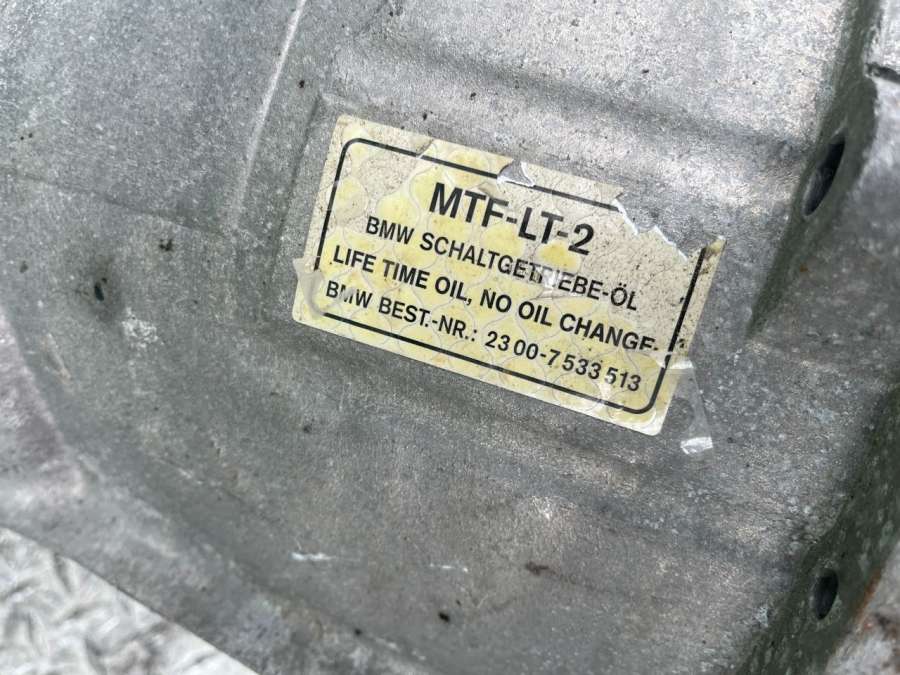 MTF-LT-2
BMW SCHALTGETRIEBE-ÖL
LIFE TIME OIL, NO OIL CHANGE
BMW BEST.-NR.: 23 00-7 533 513